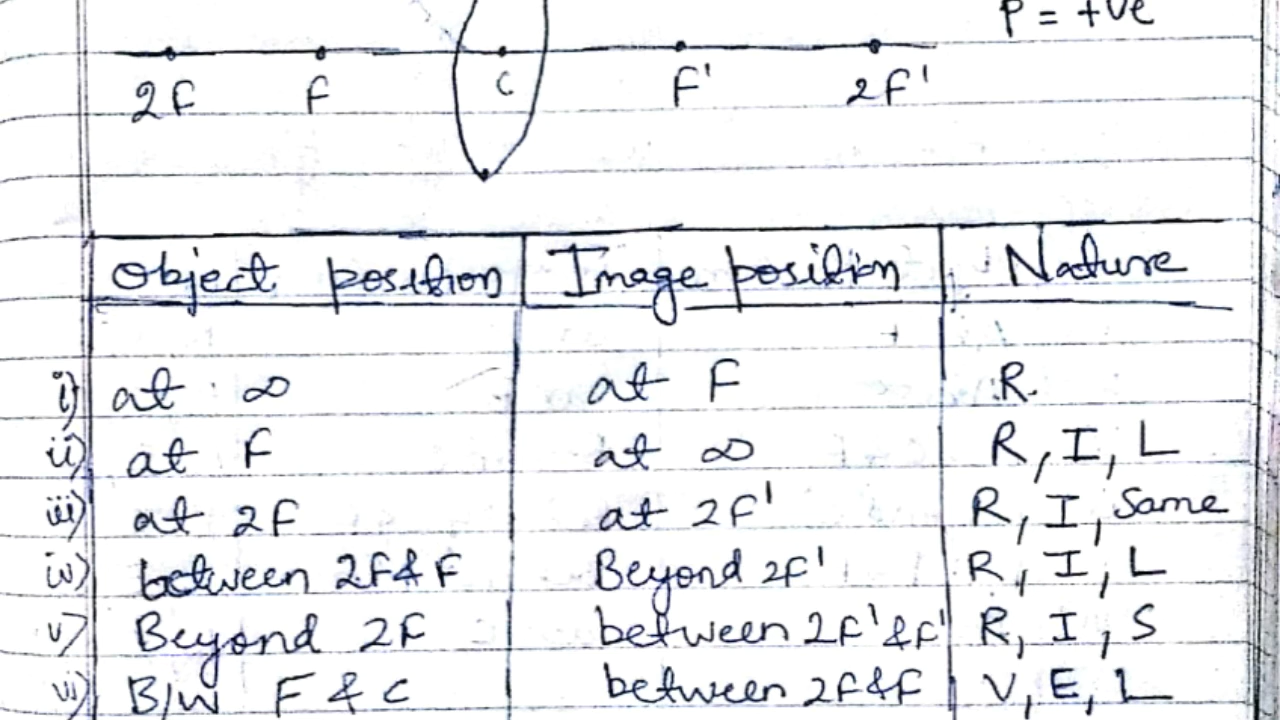 P = +ve
2F F C F' 2F'
Object position Image position Nature
i) at ∞ at F R.
ii) at F at ∞ R, I, L
iii) at 2F at 2F' R, I, Same
iv) between 2F & F Beyond 2F' R, I, L
v) Beyond 2F between 2F' & F' R, I, S
vi) B/W F & C between 2F & F V, E, L